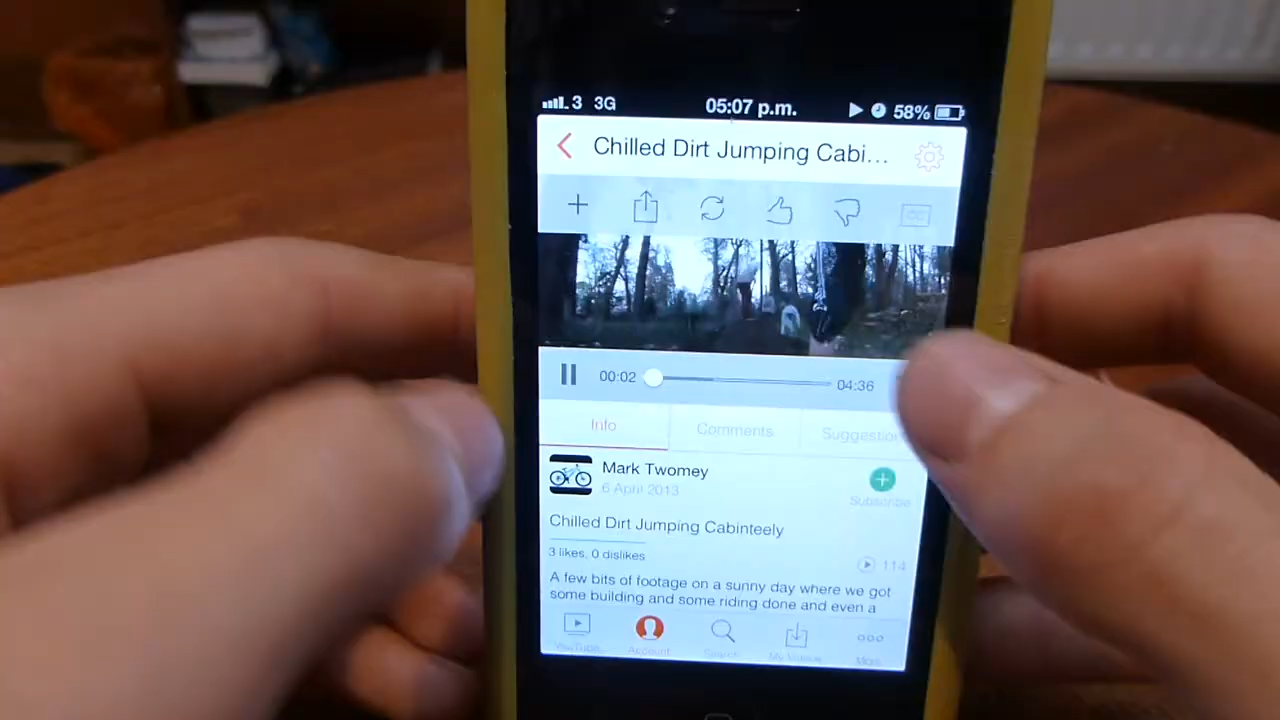 3 3G 05:07 p.m. 58%
Chilled Dirt Jumping Cabi...
CC
00:02 04:36
Info Comments Suggestion
Mark Twomey
6 April 2013
Subscribe
Chilled Dirt Jumping Cabinteely
3 likes, 0 dislikes
114
A few bits of footage on a sunny day where we got
some building and some riding done and even a
YouTube Account Search My Videos More